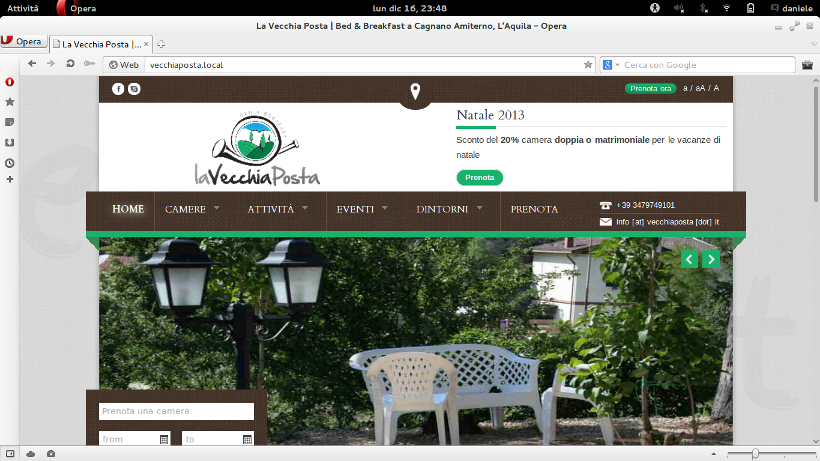 Attività Opera lun dic 16, 23:48 daniele
La Vecchia Posta | Bed & Breakfast a Cagnano Amiterno, L'Aquila - Opera
Opera La Vecchia Posta |...
Web vecchiaposta.local Cerca con Google
Prenota ora a / aA / A
Natale 2013
Sconto del 20% camera doppia o matrimoniale per le vacanze di
natale
Prenota
BED & BREAKFAST
laVecchiaPosta
HOME CAMERE ATTIVITÀ EVENTI DINTORNI PRENOTA
+39 3479749101
info [at] vecchiaposta [dot] it
Prenota una camera
from to